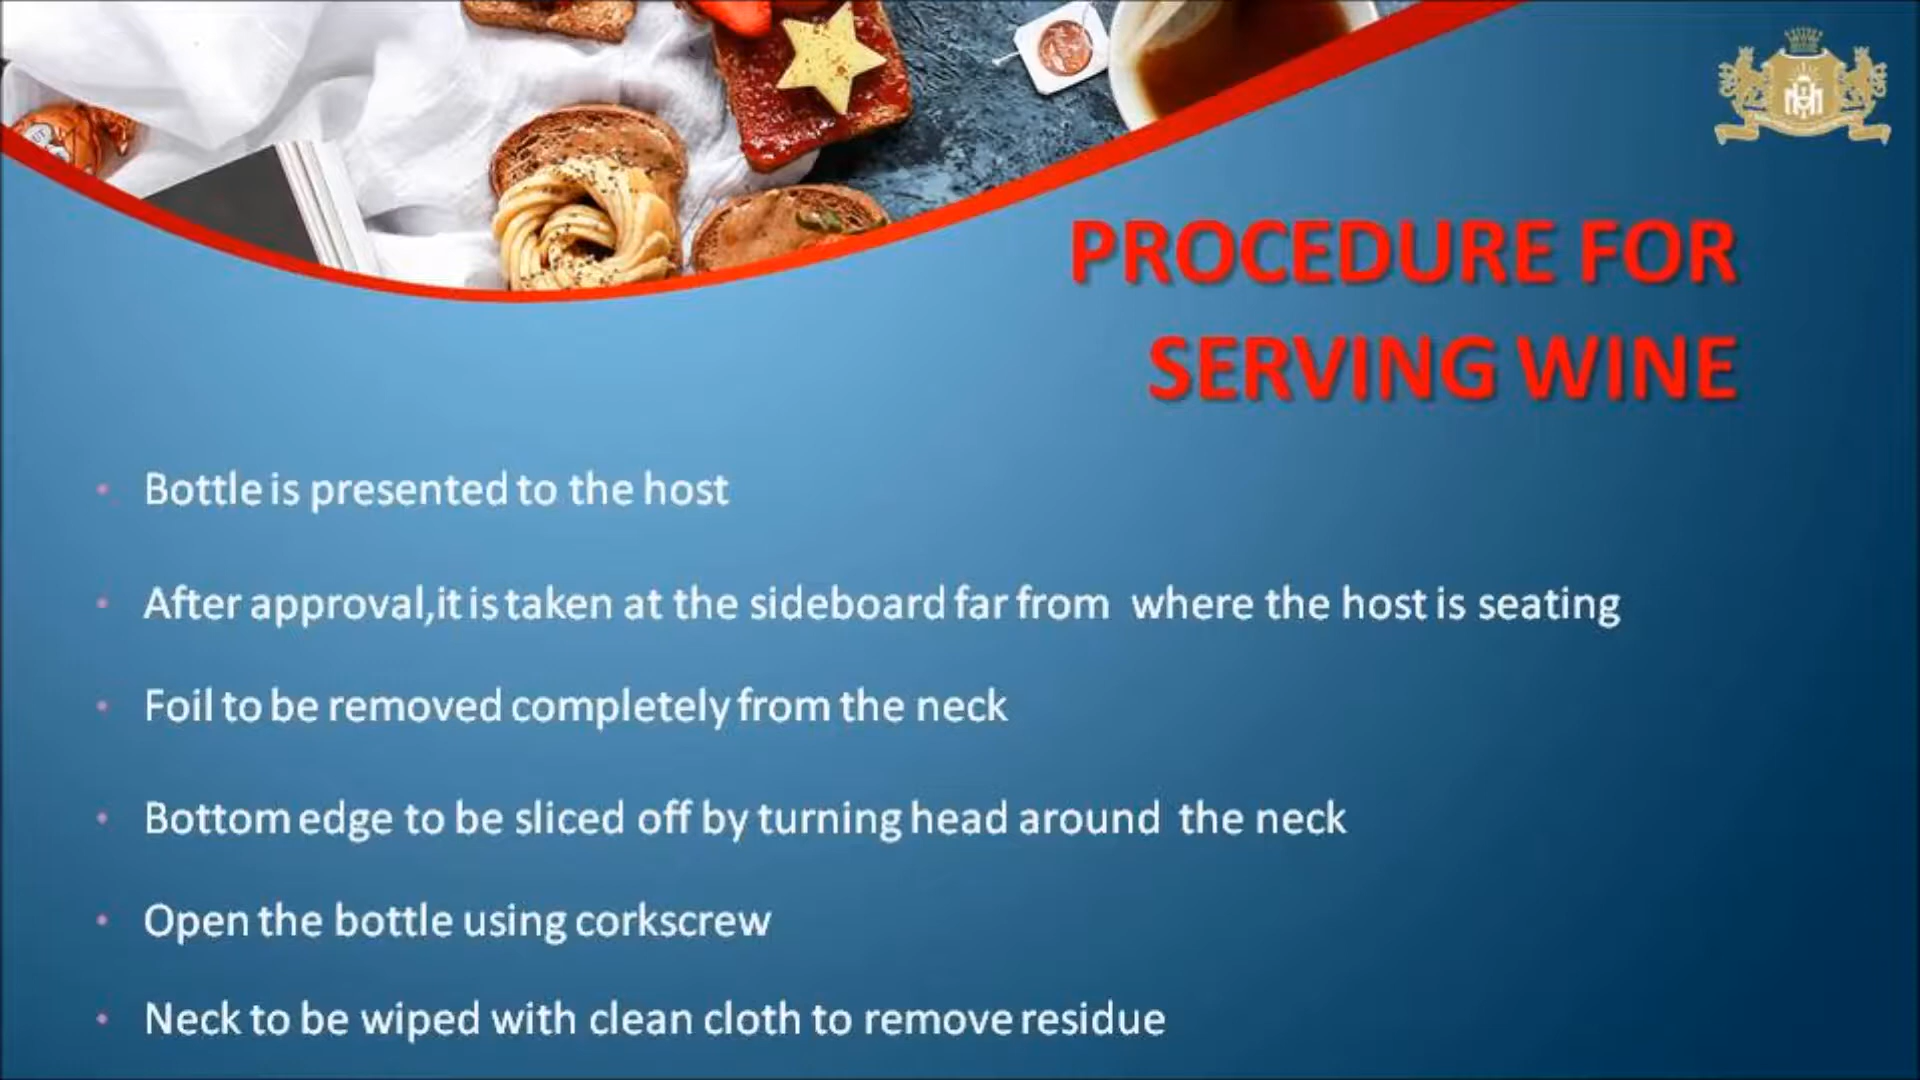 PROCEDURE FOR
SERVING WINE
• Bottle is presented to the host
• After approval,it is taken at the sideboard far from where the host is seating
• Foil to be removed completely from the neck
• Bottom edge to be sliced off by turning head around the neck
• Open the bottle using corkscrew
• Neck to be wiped with clean cloth to remove residue